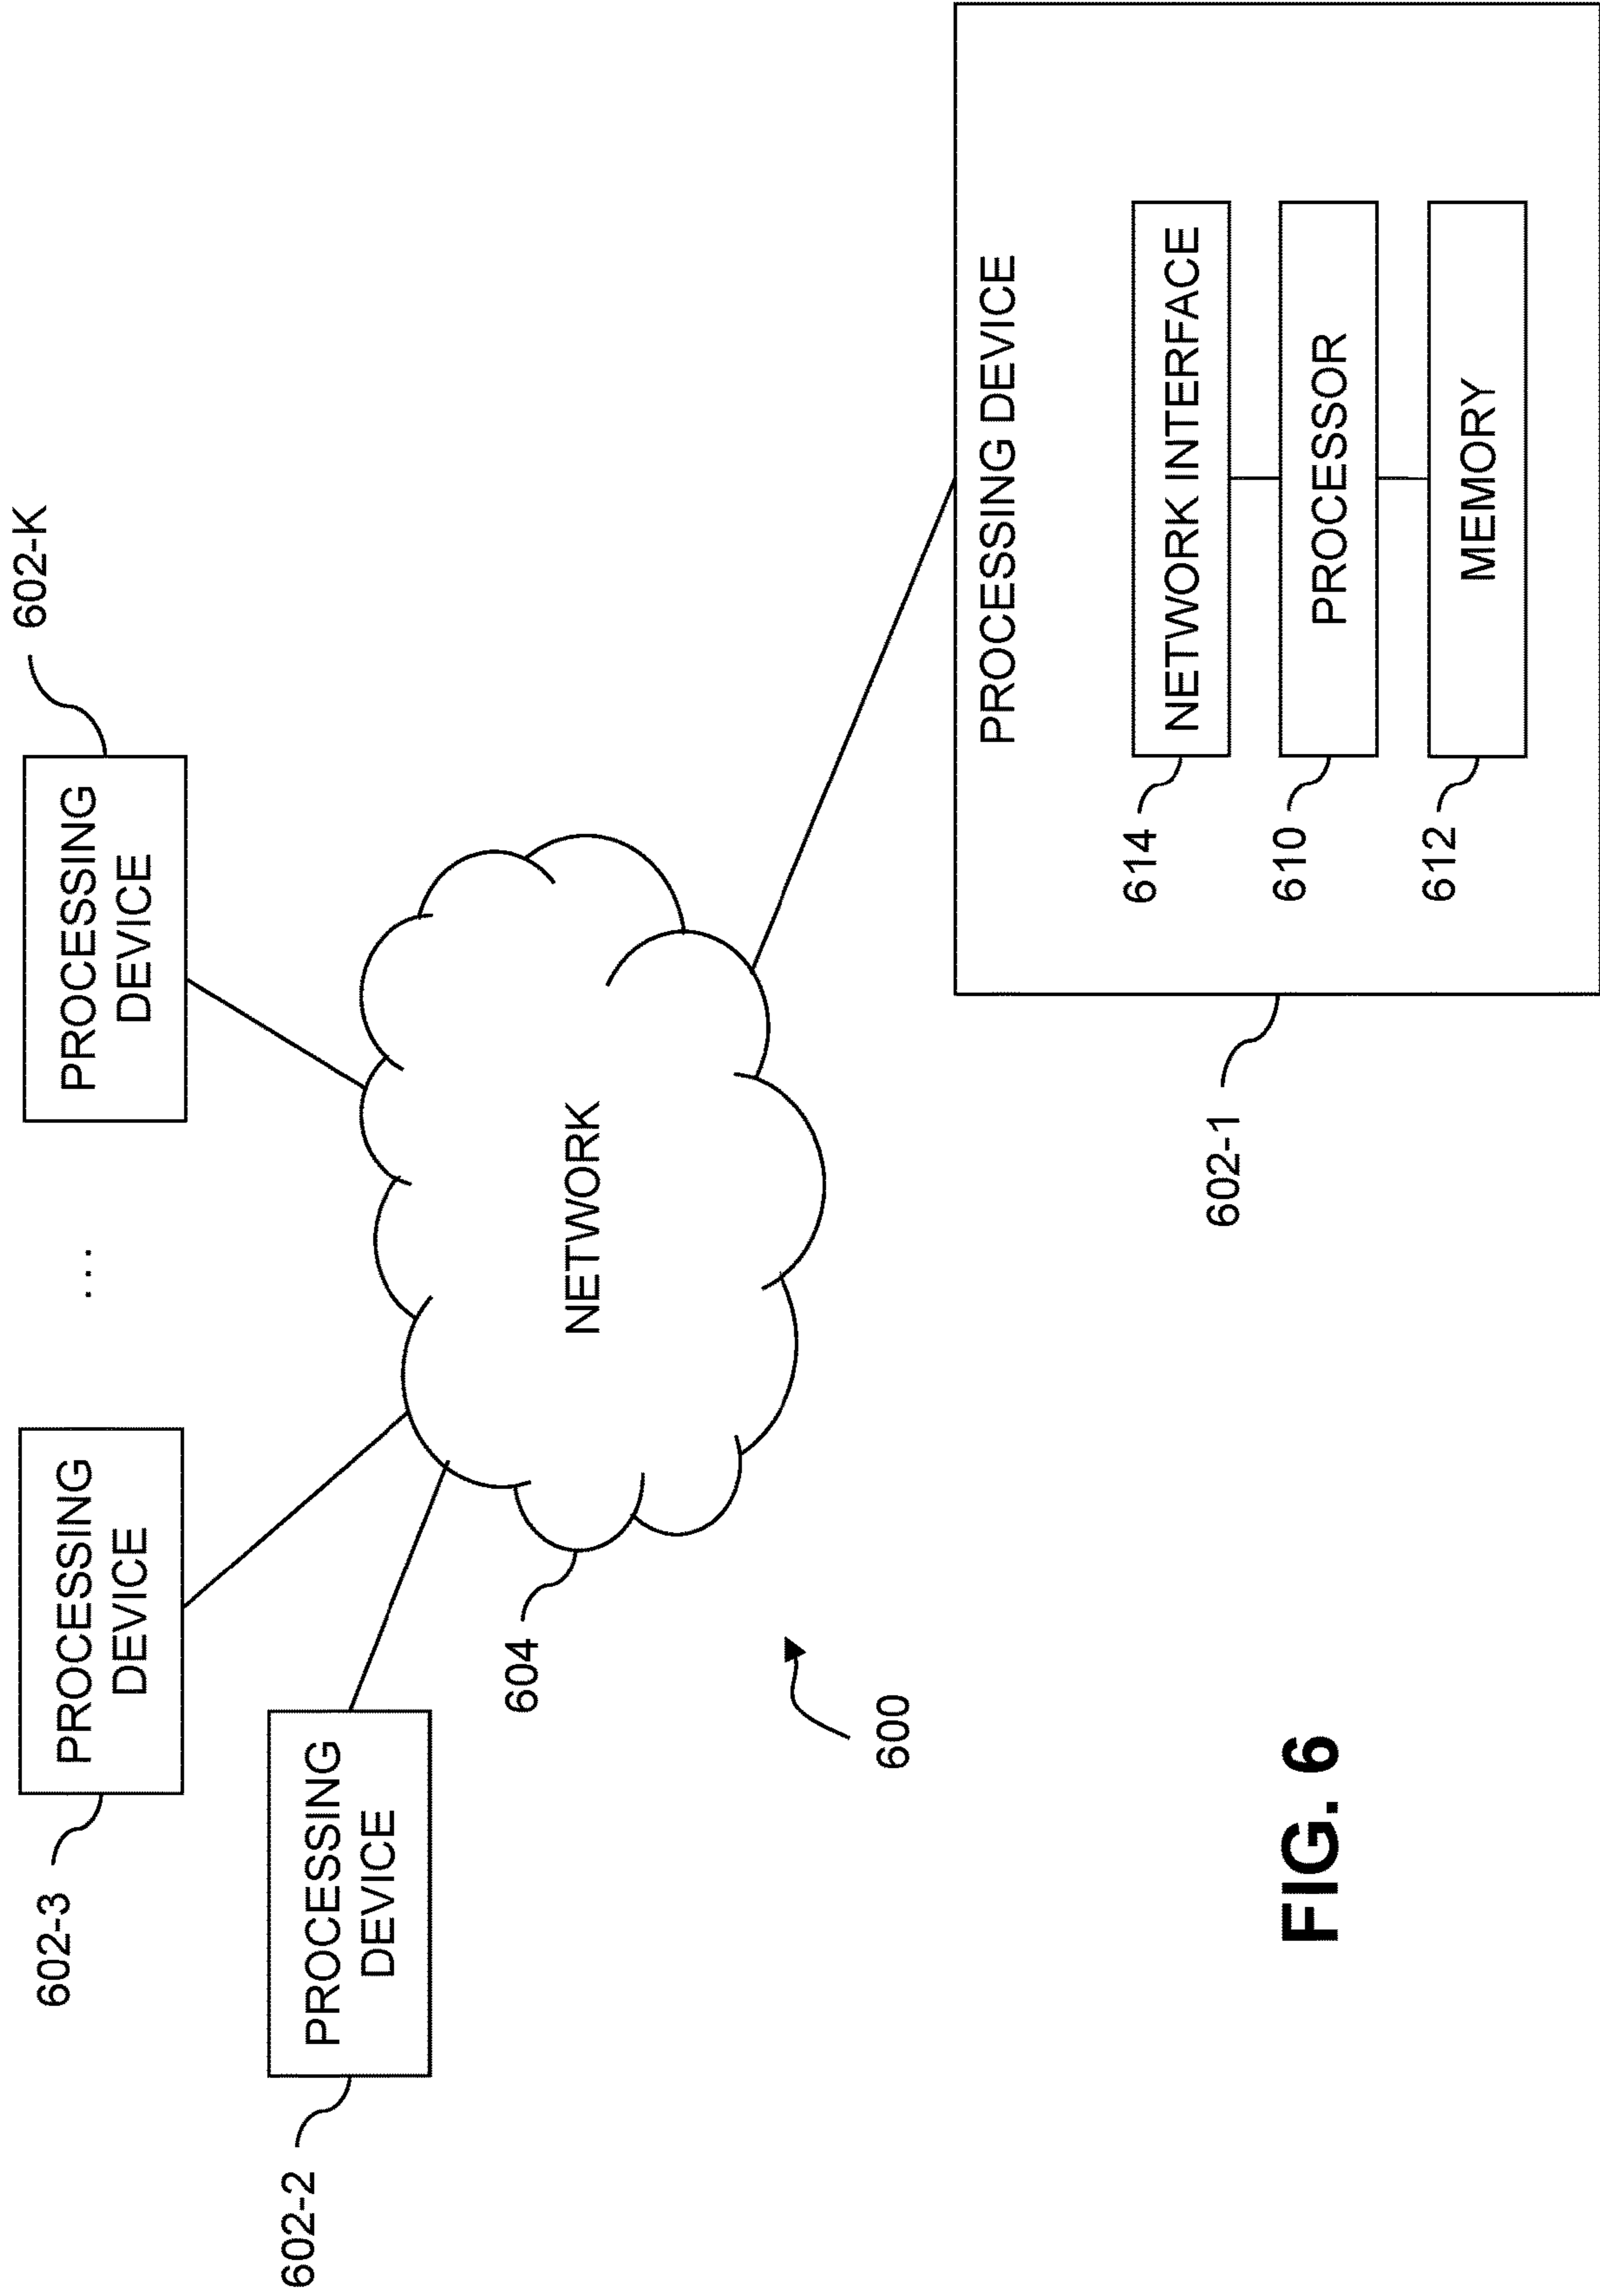 602-2
PROCESSING
DEVICE
602-3
PROCESSING
DEVICE
...
PROCESSING
DEVICE
602-K
604
NETWORK
600
602-1
PROCESSING DEVICE
614
NETWORK INTERFACE
610
PROCESSOR
612
MEMORY
FIG. 6